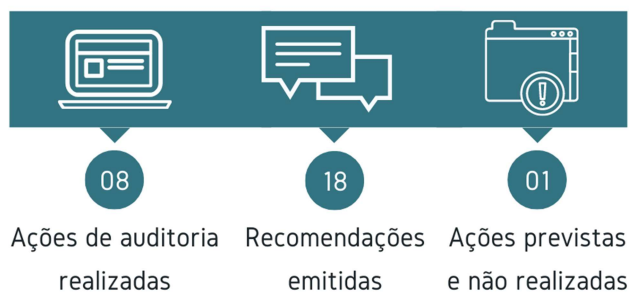 08
Ações de auditoria
realizadas
18
Recomendações
emitidas
01
Ações previstas
e não realizadas